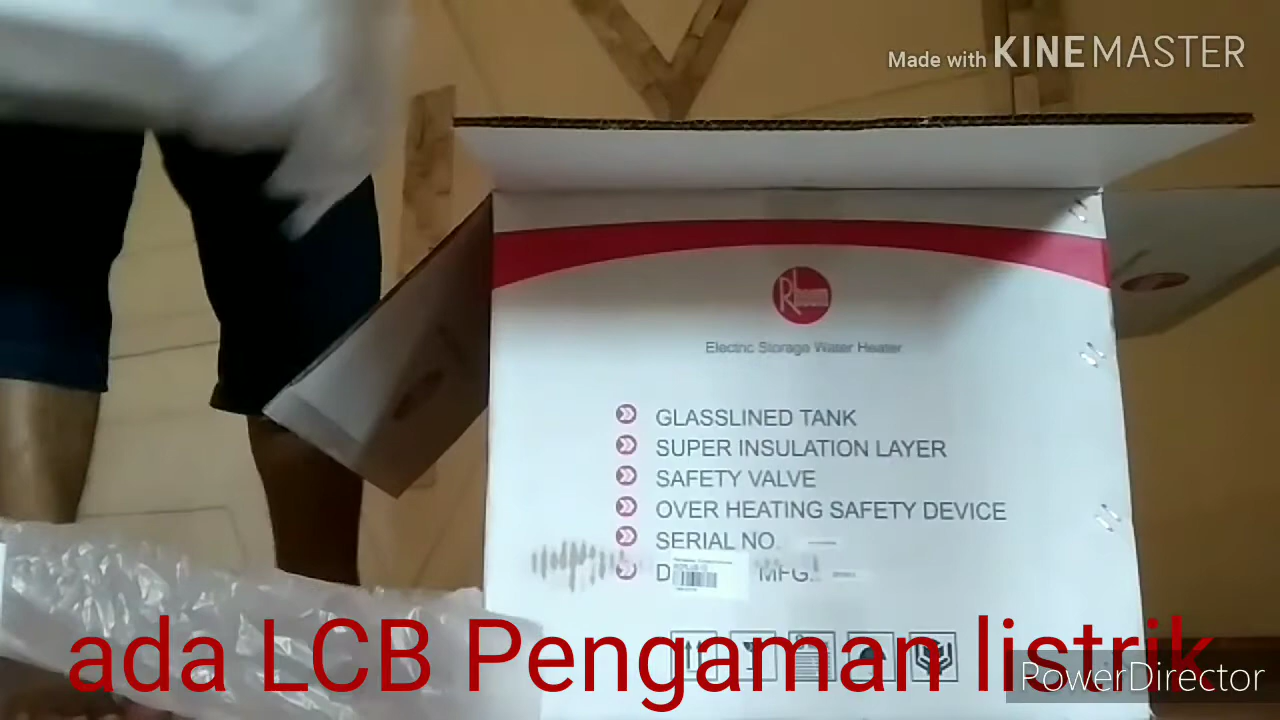 Made with KINEMASTER
Rheem
Electric Storage Water Heater
GLASSLINED TANK
SUPER INSULATION LAYER
SAFETY VALVE
OVER HEATING SAFETY DEVICE
SERIAL NO.
MFG.
ada LCB Pengaman listrik
PowerDirector